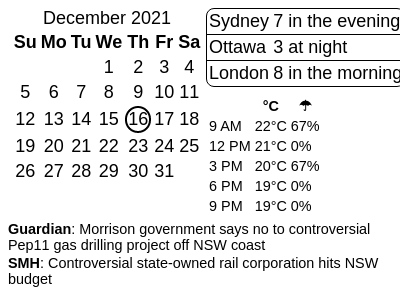 December 2021
Su Mo Tu We Th Fr Sa
1 2 3 4
5 6 7 8 9 10 11
12 13 14 15 16 17 18
19 20 21 22 23 24 25
26 27 28 29 30 31
Sydney 7 in the evening
Ottawa 3 at night
London 8 in the morning
°C ☂
9 AM 22°C 67%
12 PM 21°C 0%
3 PM 20°C 67%
6 PM 19°C 0%
9 PM 19°C 0%
Guardian: Morrison government says no to controversial
Pep11 gas drilling project off NSW coast
SMH: Controversial state-owned rail corporation hits NSW
budget